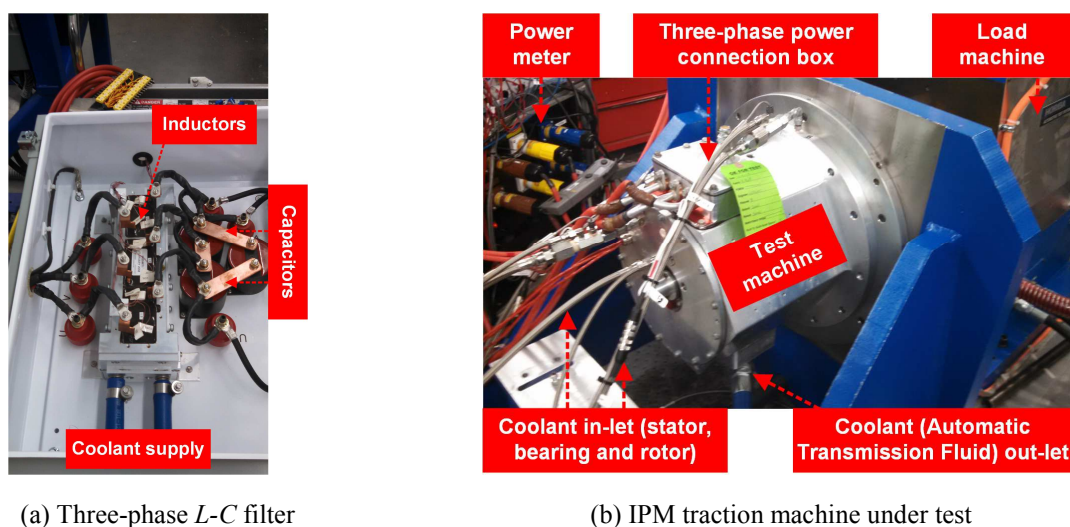 Inductors
Capacitors
Coolant supply
(a) Three-phase L-C filter
Power
meter
Three-phase power
connection box
Load
machine
Test
machine
Coolant in-let (stator,
bearing and rotor)
Coolant (Automatic
Transmission Fluid) out-let
(b) IPM traction machine under test